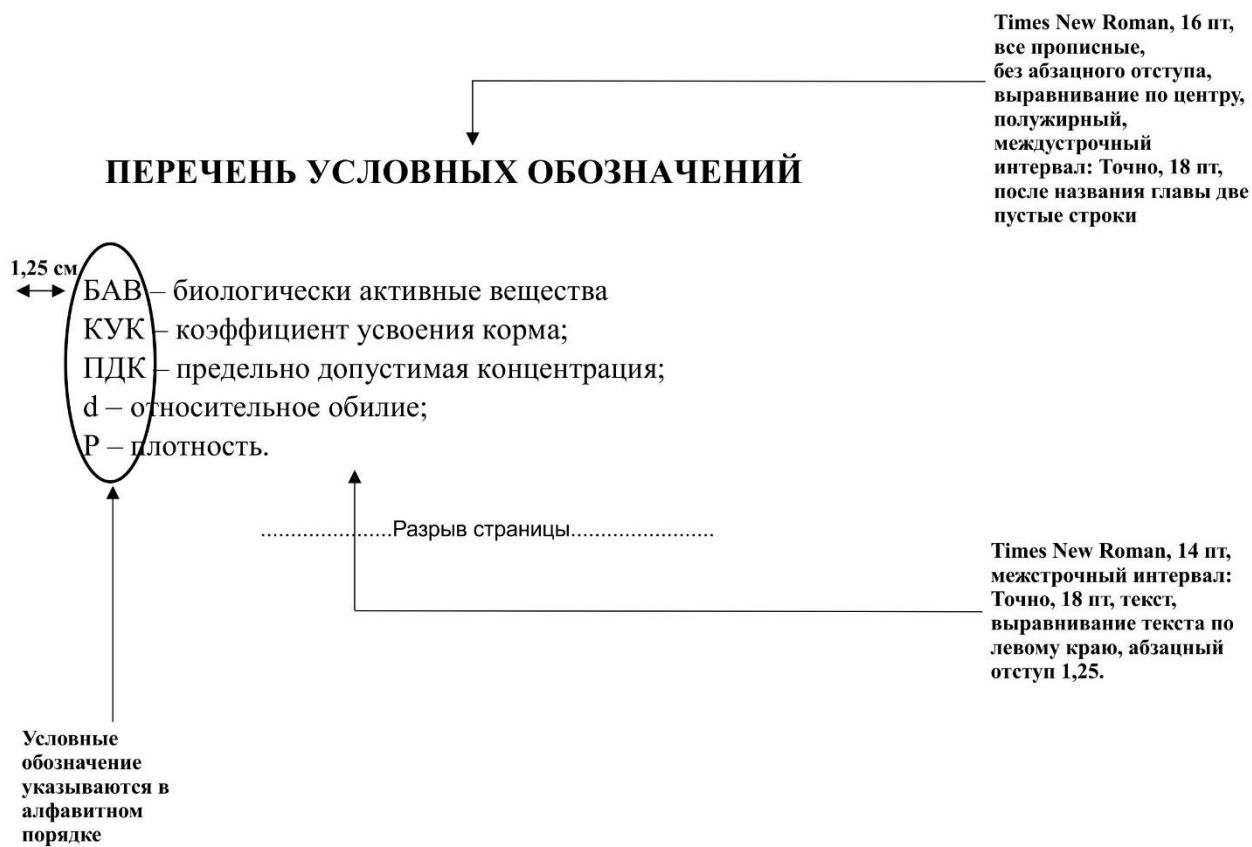 Times New Roman, 16 пт,
все прописные,
без абзацного отступа,
выравнивание по центру,
полужирный,
междустрочный
интервал: Точно, 18 пт,
после названия главы две
пустые строки
ПЕРЕЧЕНЬ УСЛОВНЫХ ОБОЗНАЧЕНИЙ
1,25 см
БАВ – биологически активные вещества
КУК – коэффициент усвоения корма;
ПДК – предельно допустимая концентрация;
d – относительное обилие;
P – плотность.
......................Разрыв страницы........................
Times New Roman, 14 пт,
межстрочный интервал:
Точно, 18 пт, текст,
выравнивание текста по
левому краю, абзацный
отступ 1,25.
Условные
обозначение
указываются в
алфавитном
порядке